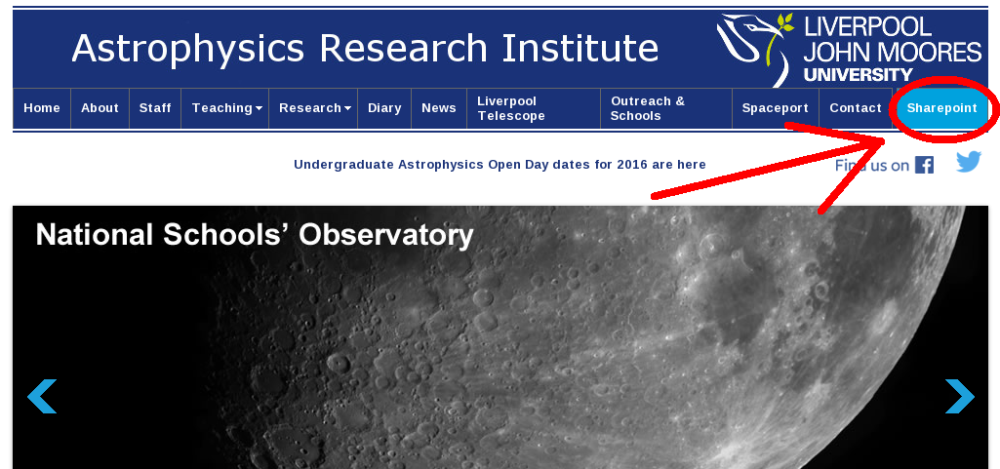 Astrophysics Research Institute
LIVERPOOL
JOHN MOORES
UNIVERSITY
Home About Staff Teaching Research Diary News Liverpool Telescope Outreach & Schools Spaceport Contact Sharepoint
Undergraduate Astrophysics Open Day dates for 2016 are here
Find us on
National Schools’ Observatory